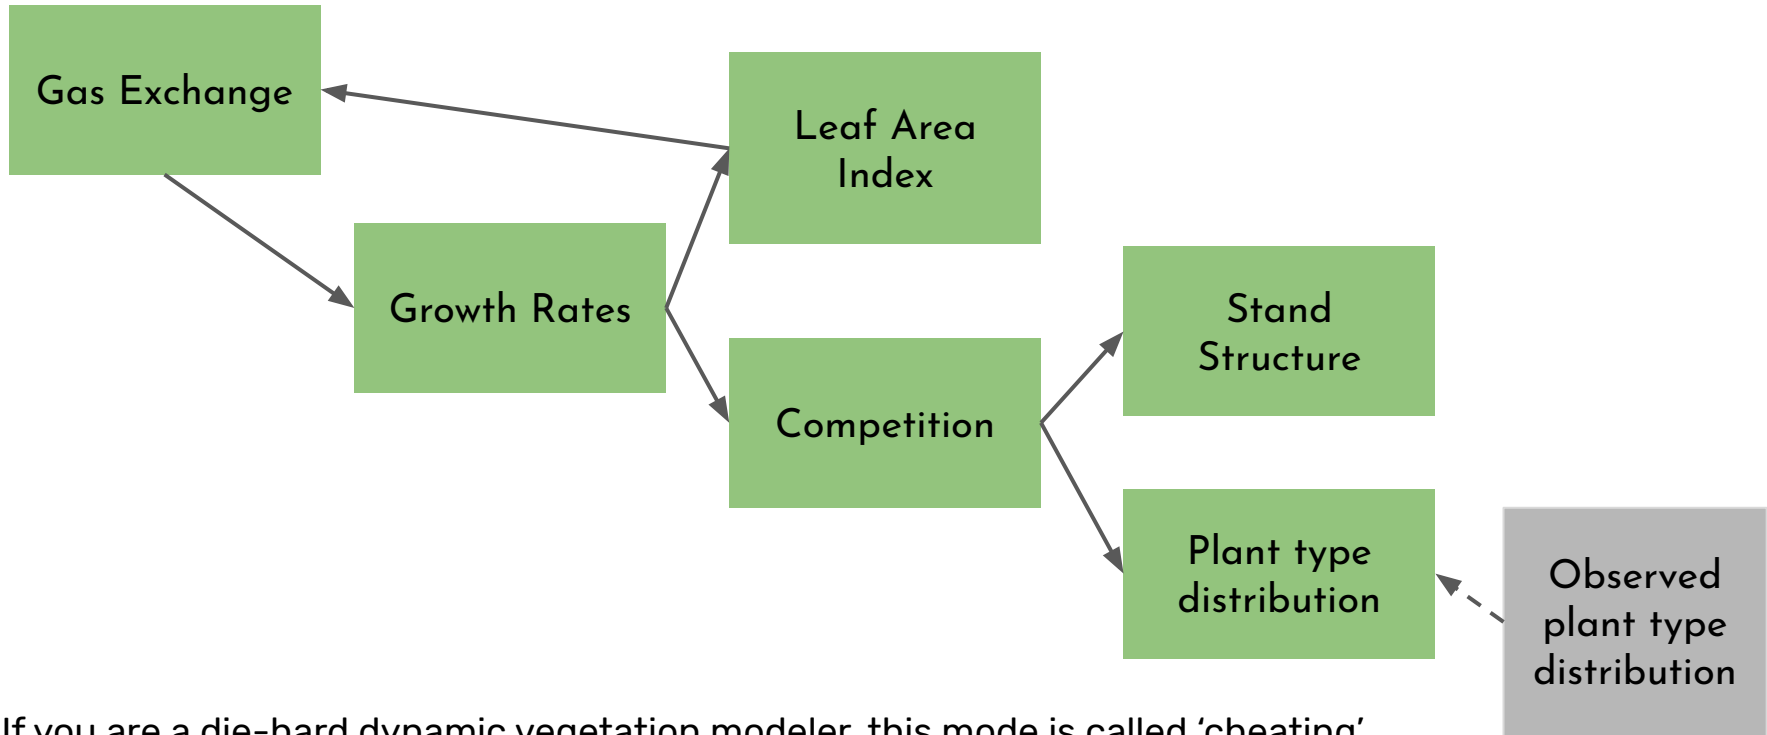 Gas Exchange
Leaf Area
Index
Growth Rates
Stand
Structure
Competition
Plant type
distribution
Observed
plant type
distribution
If you are a die-hard dynamic vegetation modeler, this mode is called ‘cheating’